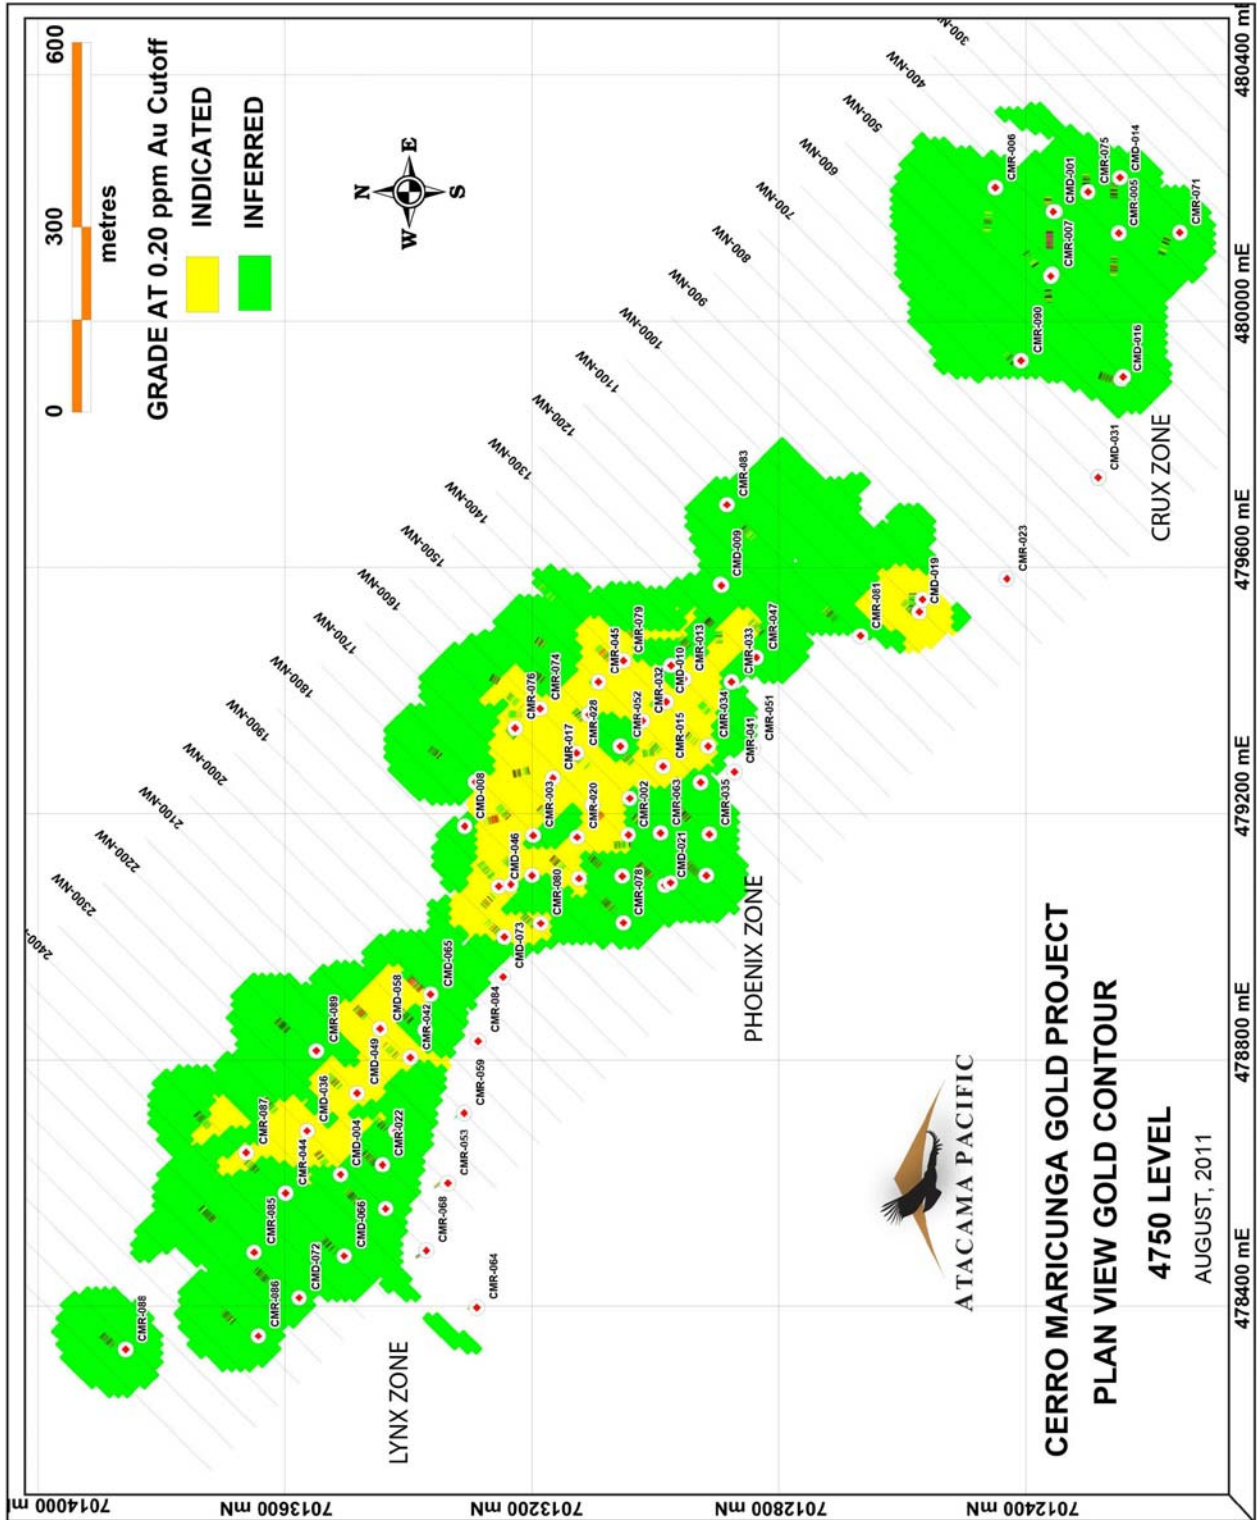 0 300 600
metres
GRADE AT 0.20 ppm Au Cutoff
INDICATED
INFERRED
N
W
E
S
300-NW
400-NW
500-NW
600-NW
700-NW
800-NW
900-NW
1000-NW
1100-NW
1200-NW
1300-NW
1400-NW
1500-NW
1600-NW
1700-NW
1800-NW
1900-NW
2000-NW
2100-NW
2200-NW
2300-NW
2400-
CMR-088
CMR-086
CMD-072
CMR-085
CMD-066
CMR-044
CMR-087
CMD-004
CMR-022
CMD-036
CMD-049
CMR-089
CMD-058
CMR-042
CMD-065
CMR-064
CMR-068
CMR-053
CMR-059
CMR-084
LYNX ZONE
CMD-073
CMR-080
CMD-046
CMD-008
CMR-003
CMR-020
CMR-017
CMR-028
CMR-076
CMR-074
CMR-045
CMR-079
CMR-078
CMD-021
CMR-002
CMR-063
CMR-035
CMR-015
CMR-052
CMR-032
CMD-010
CMR-013
CMR-034
CMR-041
CMR-051
CMR-033
CMR-047
CMD-009
CMR-083
CMR-081
CMD-019
PHOENIX ZONE
CMR-023
CMD-031
CMR-090
CMD-016
CMR-007
CMD-001
CMR-006
CMR-005
CMR-075
CMD-014
CMR-071
CRUX ZONE
ATACAMA PACIFIC
CERRO MARICUNGA GOLD PROJECT
PLAN VIEW GOLD CONTOUR
4750 LEVEL
AUGUST, 2011
7014000 m
7013600 mN
7013200 mN
7012800 mN
7012400 mN
478400 mE
478800 mE
479200 mE
479600 mE
480000 mE
480400 m